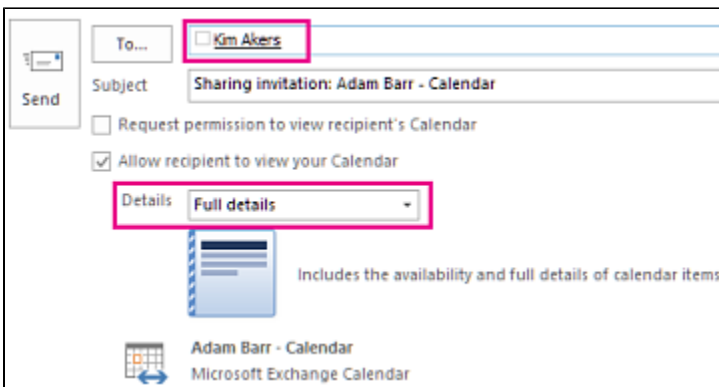 To...
Kim Akers
Send
Subject
Sharing invitation: Adam Barr - Calendar
Request permission to view recipient's Calendar
Allow recipient to view your Calendar
Details
Full details
Includes the availability and full details of calendar items
Adam Barr - Calendar
Microsoft Exchange Calendar